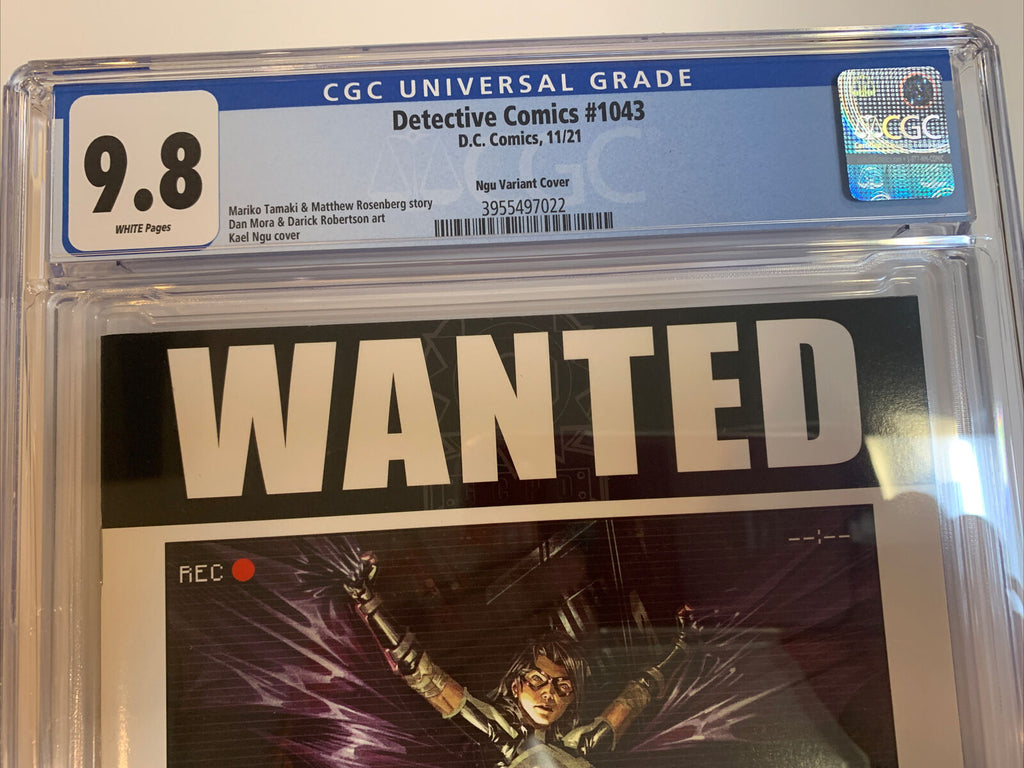 CGC UNIVERSAL GRADE
9.8
WHITE Pages
Detective Comics #1043
D.C. Comics, 11/21
Ngu Variant Cover
Mariko Tamaki & Matthew Rosenberg story
Dan Mora & Darick Robertson art
Kael Ngu cover
3955497022
CGC
CGC
WANTED
REC
--:--